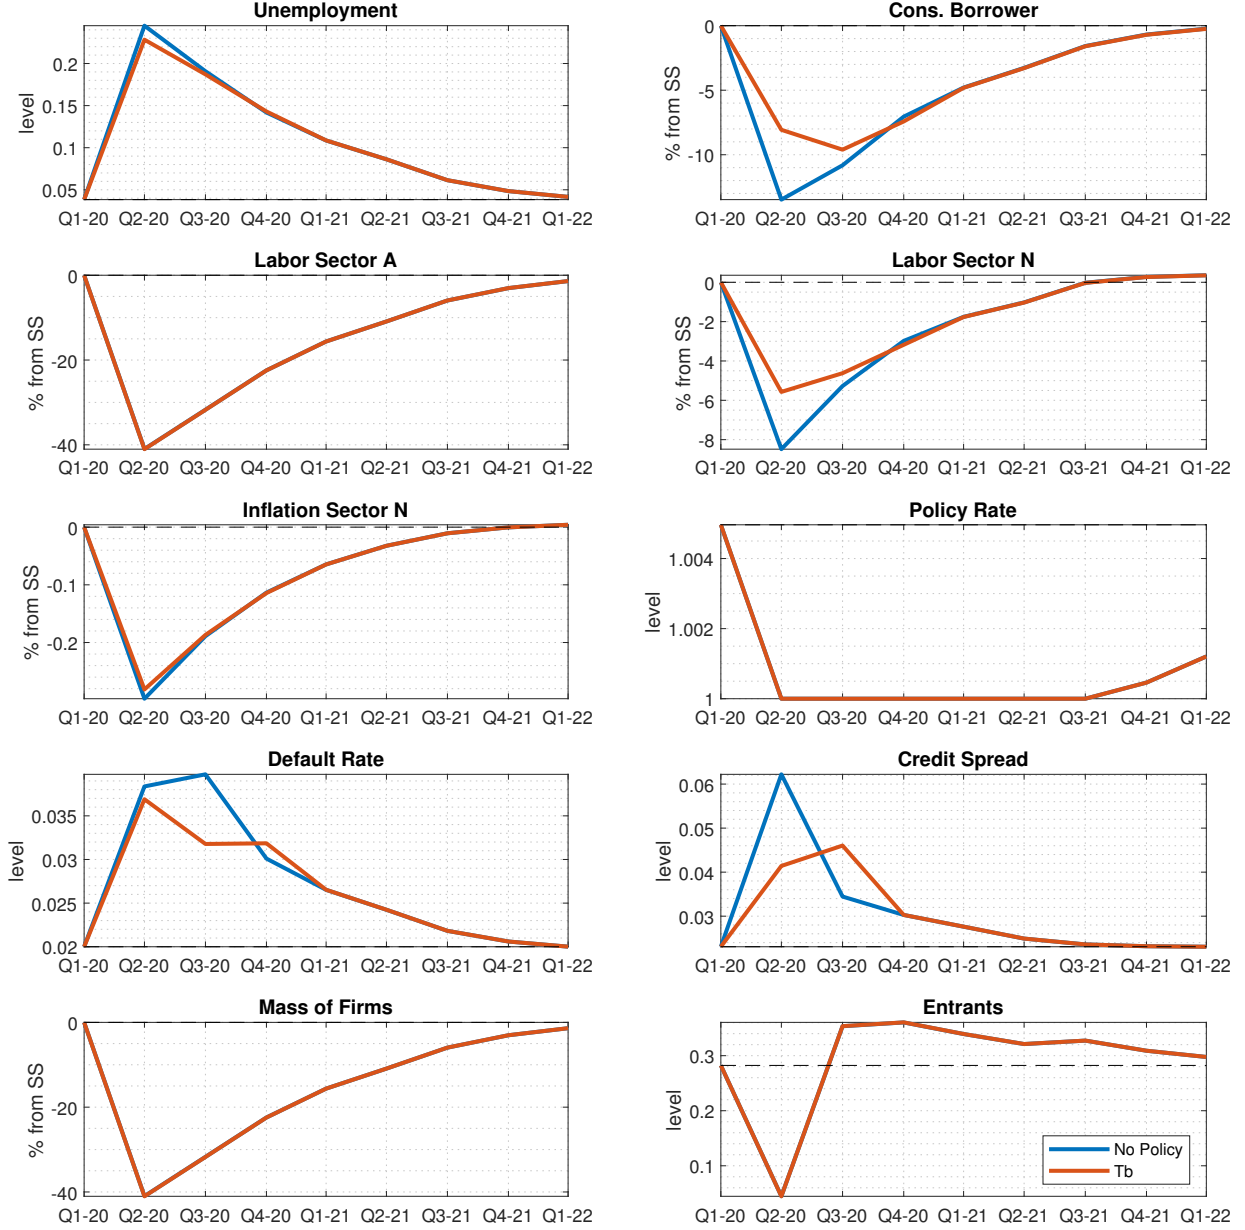 Unemployment
level
0.2
0.15
0.1
0.05
Q1-20 Q2-20 Q3-20 Q4-20 Q1-21 Q2-21 Q3-21 Q4-21 Q1-22
Cons. Borrower
% from SS
0
-5
-10
Q1-20 Q2-20 Q3-20 Q4-20 Q1-21 Q2-21 Q3-21 Q4-21 Q1-22
Labor Sector A
% from SS
0
-20
-40
Q1-20 Q2-20 Q3-20 Q4-20 Q1-21 Q2-21 Q3-21 Q4-21 Q1-22
Labor Sector N
% from SS
0
-2
-4
-6
-8
Q1-20 Q2-20 Q3-20 Q4-20 Q1-21 Q2-21 Q3-21 Q4-21 Q1-22
Inflation Sector N
% from SS
0
-0.1
-0.2
Q1-20 Q2-20 Q3-20 Q4-20 Q1-21 Q2-21 Q3-21 Q4-21 Q1-22
Policy Rate
level
1.004
1.002
1
Q1-20 Q2-20 Q3-20 Q4-20 Q1-21 Q2-21 Q3-21 Q4-21 Q1-22
Default Rate
level
0.035
0.03
0.025
0.02
Q1-20 Q2-20 Q3-20 Q4-20 Q1-21 Q2-21 Q3-21 Q4-21 Q1-22
Credit Spread
level
0.06
0.05
0.04
0.03
Q1-20 Q2-20 Q3-20 Q4-20 Q1-21 Q2-21 Q3-21 Q4-21 Q1-22
Mass of Firms
% from SS
0
-20
-40
Q1-20 Q2-20 Q3-20 Q4-20 Q1-21 Q2-21 Q3-21 Q4-21 Q1-22
Entrants
level
0.3
0.2
0.1
No Policy
Tb
Q1-20 Q2-20 Q3-20 Q4-20 Q1-21 Q2-21 Q3-21 Q4-21 Q1-22